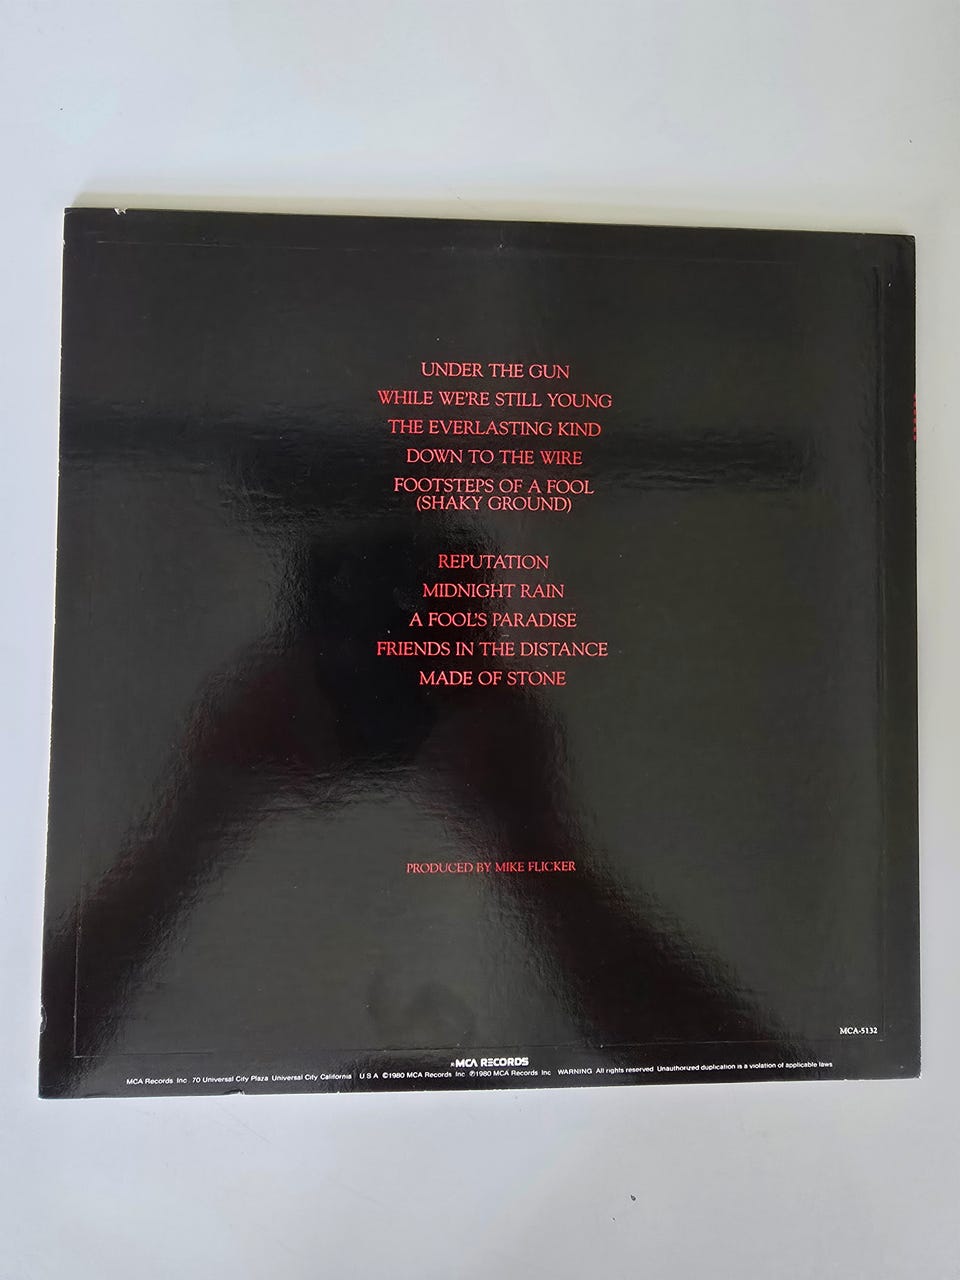 UNDER THE GUN
WHILE WE'RE STILL YOUNG
THE EVERLASTING KIND
DOWN TO THE WIRE
FOOTSTEPS OF A FOOL
(SHAKY GROUND)
REPUTATION
MIDNIGHT RAIN
A FOOL'S PARADISE
FRIENDS IN THE DISTANCE
MADE OF STONE
PRODUCED BY MIKE FLICKER
MCA-5132
MCA RECORDS
MCA Records Inc 70 Universal City Plaza Universal City California U S A ©1980 MCA Records Inc ℗1980 MCA Records Inc WARNING All rights reserved Unauthorized duplication is a violation of applicable laws